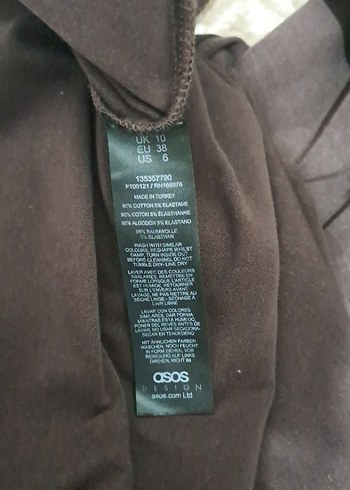 UK 10
EU 38
US 6
135357790
F100121 / RN166979
MADE IN TURKEY
95% COTTON 5% ELASTANE
95% COTON 5% ELASTHANNE
95% ALGODÓN 5% ELASTANO
95% BAUMWOLLE
5% ELASTHAN
WASH WITH SIMILAR
COLOURS, RESHAPE WHILST
DAMP, TURN INSIDE OUT
BEFORE CLEANING, DO NOT
TUMBLE DRY-LINE DRY
LAVER AVEC DES COULEURS
SIMILAIRES, REMETTRE EN
FORME LORSQUE L'ARTICLE
EST HUMIDE, RETOURNER
SUR L'ENVERS AVANT
LAVAGE, NE PAS METTRE AU
SÈCHE LINGE - SÉCHAGE À
L'AIR LIBRE
LAVAR CON COLORES
SIMILARES, DAR FORMA
MIENTRAS ESTÁ HÚMEDO,
PONER DEL REVÉS ANTES DE
LAVAR, NO USAR SECADORA-
SECAR EN TENDEDERO
MIT ÄHNLICHEN FARBEN
WASCHEN, NOCH FEUCHT
IN FORM ZIEHEN, VOR
REINIGUNG AUF LINKS
DREHEN, NICHT IM
asos
DESIGN
asos.com Ltd